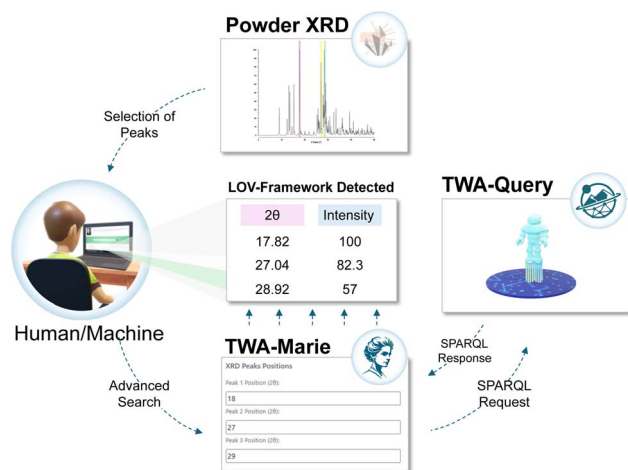 Powder XRD
Selection of
Peaks
LOV-Framework Detected
2θ Intensity
17.82 100
27.04 82.3
28.92 57
TWA-Query
Human/Machine
Advanced
Search
TWA-Marie
XRD Peaks Positions
Peak 1 Position (2θ):
18
Peak 2 Position (2θ):
27
Peak 3 Position (2θ):
29
SPARQL
Response
SPARQL
Request